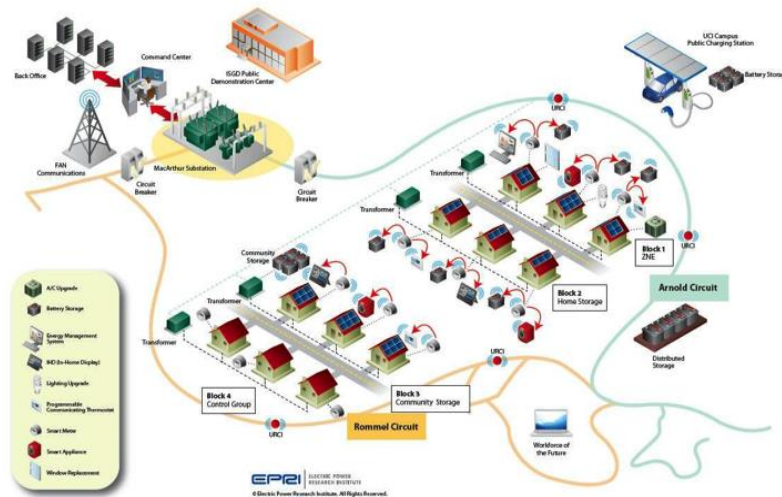 Back Office
Command Center
ISGD Public
Demonstration Center
UCI Campus
Public Charging Station
Battery Storage
FAN
Communications
MacArthur Substation
Circuit
Breaker
Circuit
Breaker
URCI
Transformer
Transformer
Block 1
ZNE
URCI
Block 2
Home Storage
Arnold Circuit
Community
Storage
Transformer
Transformer
Distributed
Storage
URCI
Block 3
Community Storage
Block 4
Control Group
URCI
Rommel Circuit
Workforce of
the Future
A/C Upgrade
Battery Storage
Energy Management
System
IHD (In-Home Display)
Lighting Upgrade
Programmable
Communicating Thermostat
Smart Meter
Smart Appliance
Window Replacement
EPRI
ELECTRIC POWER
RESEARCH INSTITUTE
© Electric Power Research Institute. All Rights Reserved.